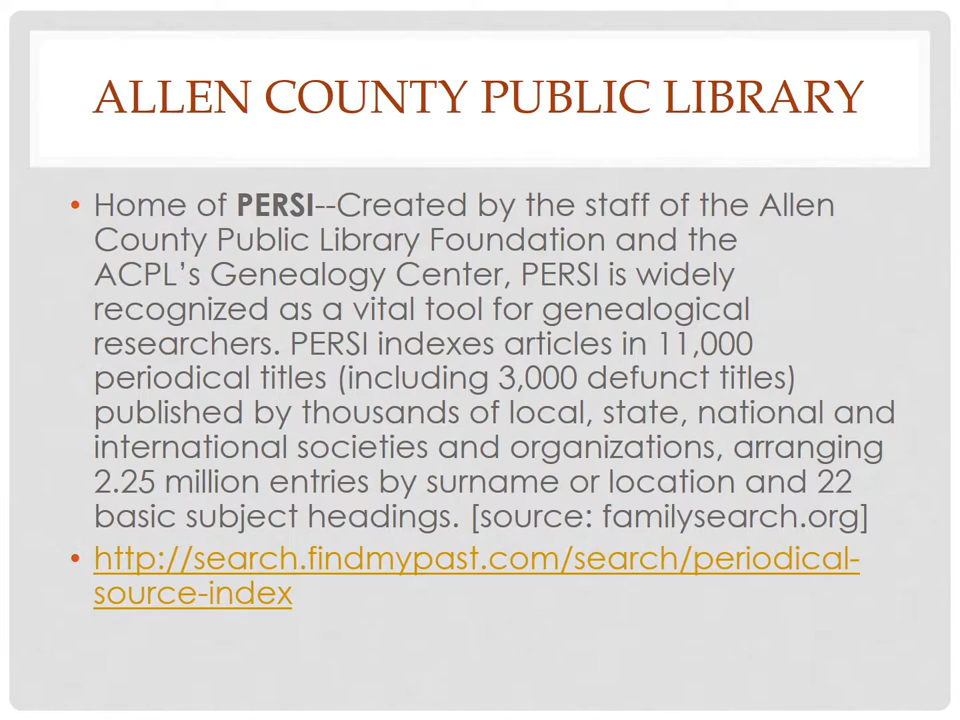 ALLEN COUNTY PUBLIC LIBRARY
• Home of PERSI--Created by the staff of the Allen
County Public Library Foundation and the
ACPL’s Genealogy Center, PERSI is widely
recognized as a vital tool for genealogical
researchers. PERSI indexes articles in 11,000
periodical titles (including 3,000 defunct titles)
published by thousands of local, state, national and
international societies and organizations, arranging
2.25 million entries by surname or location and 22
basic subject headings. [source: familysearch.org]
• http://search.findmypast.com/search/periodical-
source-index